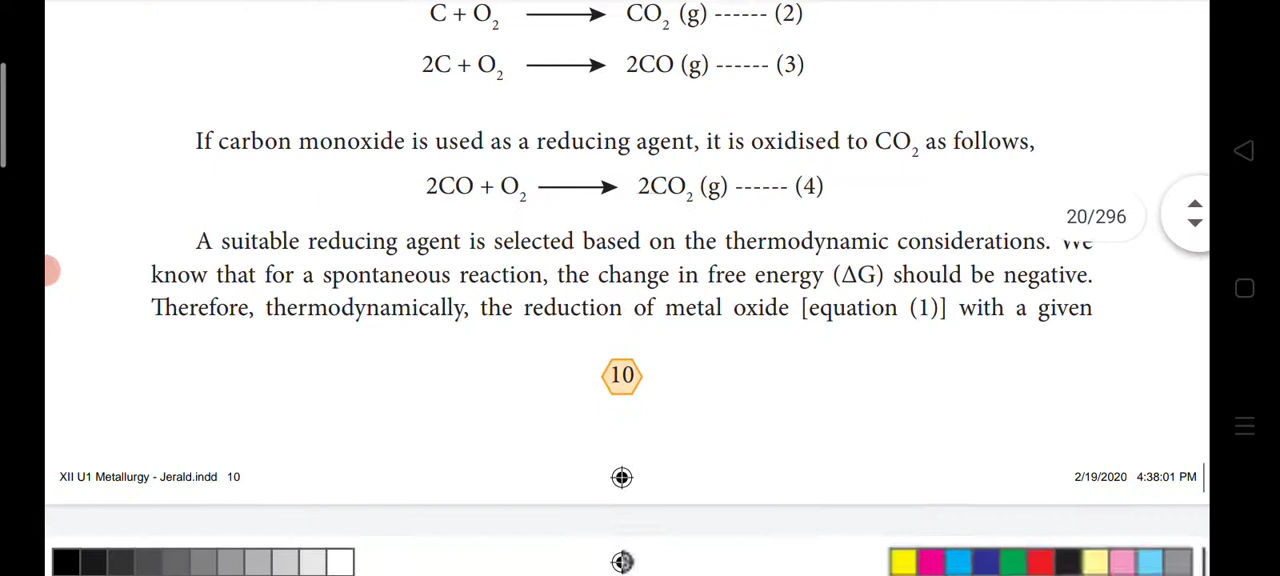 C + O₂ ⟶ CO₂ (g) ------ (2)
2C + O₂ ⟶ 2CO (g) ------ (3)
If carbon monoxide is used as a reducing agent, it is oxidised to CO₂ as follows,
2CO + O₂ ⟶ 2CO₂ (g) ------ (4)
20/296
A suitable reducing agent is selected based on the thermodynamic considerations. We
know that for a spontaneous reaction, the change in free energy (ΔG) should be negative.
Therefore, thermodynamically, the reduction of metal oxide [equation (1)] with a given
10
XII U1 Metallurgy - Jerald.indd 10
2/19/2020 4:38:01 PM